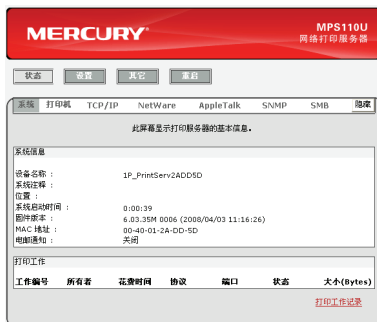 MERCURY®
MPS110U
网络打印服务器
状态 设置 其它 重启
系统 打印机 TCP/IP NetWare AppleTalk SNMP SMB 隐藏
此屏幕显示打印服务器的基本信息。
系统信息
设备名称 : 1P_PrintServ2ADD5D
系统注释 :
位置 :
系统启动时间 : 0:00:39
固件版本 : 6.03.35M 0006 (2008/04/03 11:16:26)
MAC 地址 : 00-40-01-2A-DD-5D
电邮通知 : 关闭
打印工作
工作编号 所有者 花费时间 协议 端口 状态 大小(Bytes)
打印工作记录